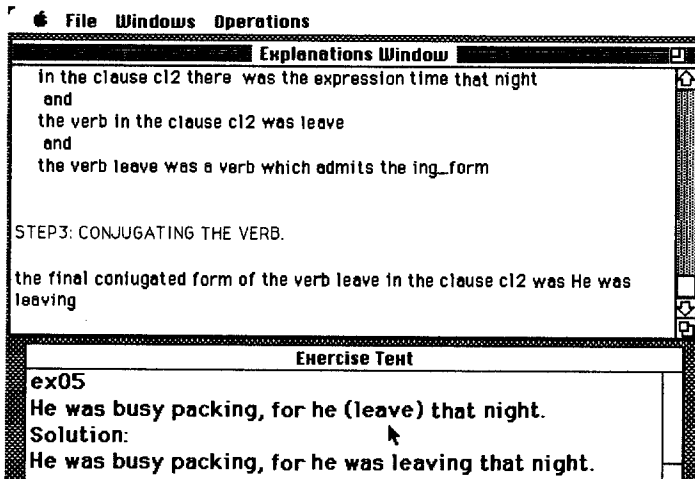 File Windows Operations
Explanations Window
in the clause cl2 there was the expression time that night
and
the verb in the clause cl2 was leave
and
the verb leave was a verb which admits the ing_form
STEP3: CONJUGATING THE VERB.
the final conjugated form of the verb leave in the clause cl2 was He was
leaving
Exercise Text
ex05
He was busy packing, for he (leave) that night.
Solution:
He was busy packing, for he was leaving that night.